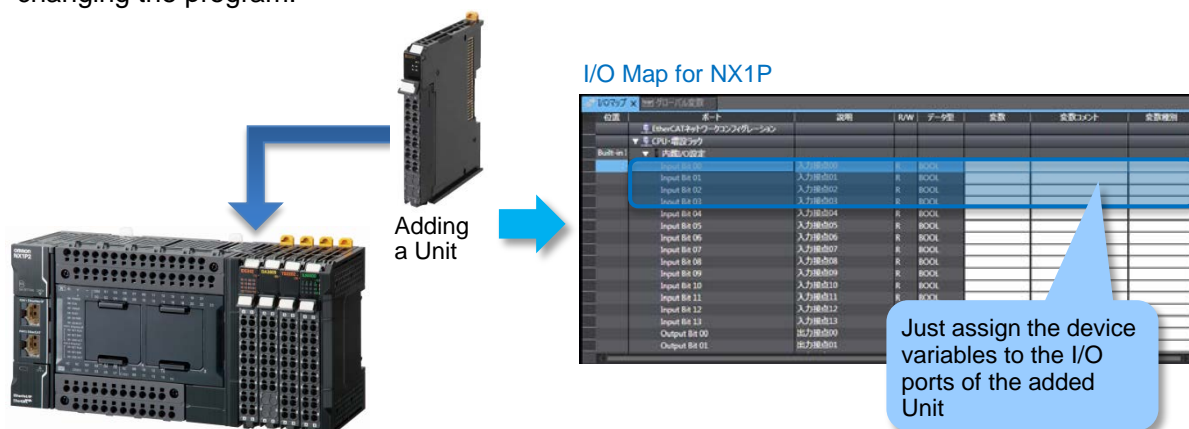 changing the program.
I/O Map for NX1P
I/Oマップ x グローバル変数
位置 ポート 説明 R/W データ型 変数 変数コメント 変数種別
EtherCATネットワークコンフィグレーション
CPU・増設ラック
Built-in I 内蔵I/O設定
Input Bit 00 入力接点00 R BOOL
Input Bit 01 入力接点01 R BOOL
Input Bit 02 入力接点02 R BOOL
Input Bit 03 入力接点03 R BOOL
Input Bit 04 入力接点04 R BOOL
Input Bit 05 入力接点05 R BOOL
Input Bit 06 入力接点06 R BOOL
Input Bit 07 入力接点07 R BOOL
Input Bit 08 入力接点08 R BOOL
Input Bit 09 入力接点09 R BOOL
Input Bit 10 入力接点10 R BOOL
Input Bit 11 入力接点11 R BOOL
Input Bit 12 入力接点12
Input Bit 13 入力接点13
Output Bit 00 出力接点00
Output Bit 01 出力接点01
Adding
a Unit
Just assign the device
variables to the I/O
ports of the added
Unit
NX1P2